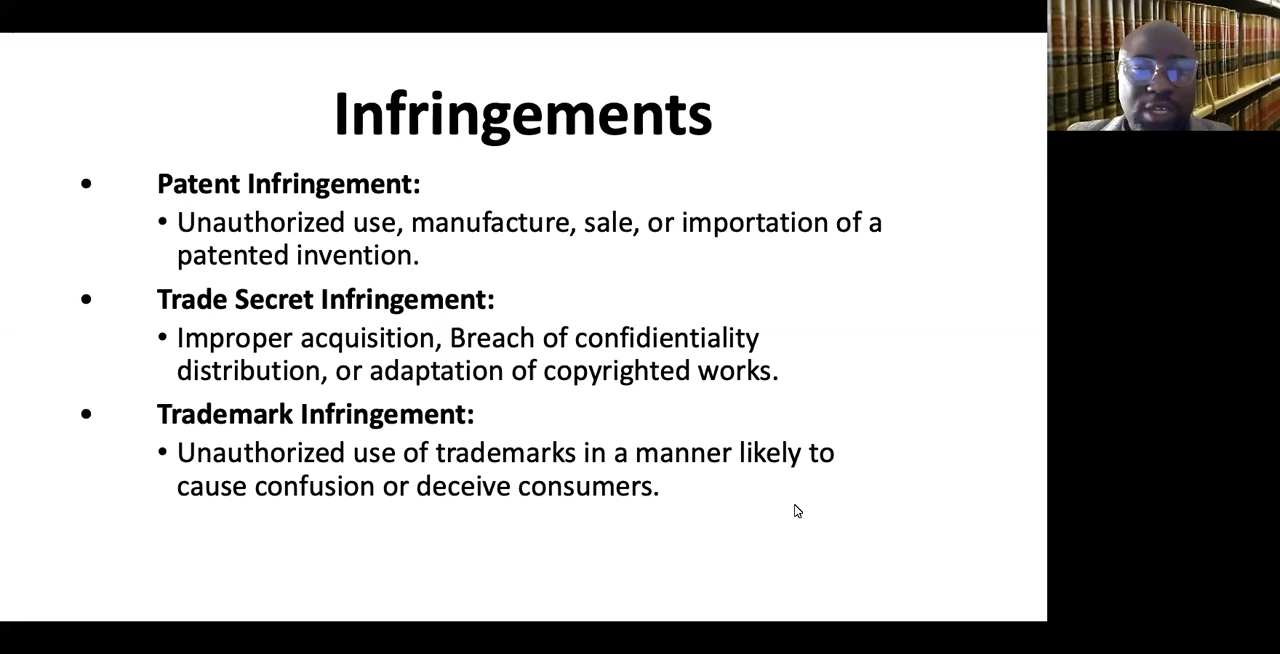 Infringements
• Patent Infringement:
• Unauthorized use, manufacture, sale, or importation of a
patented invention.
• Trade Secret Infringement:
• Improper acquisition, Breach of confidientiality
distribution, or adaptation of copyrighted works.
• Trademark Infringement:
• Unauthorized use of trademarks in a manner likely to
cause confusion or deceive consumers.